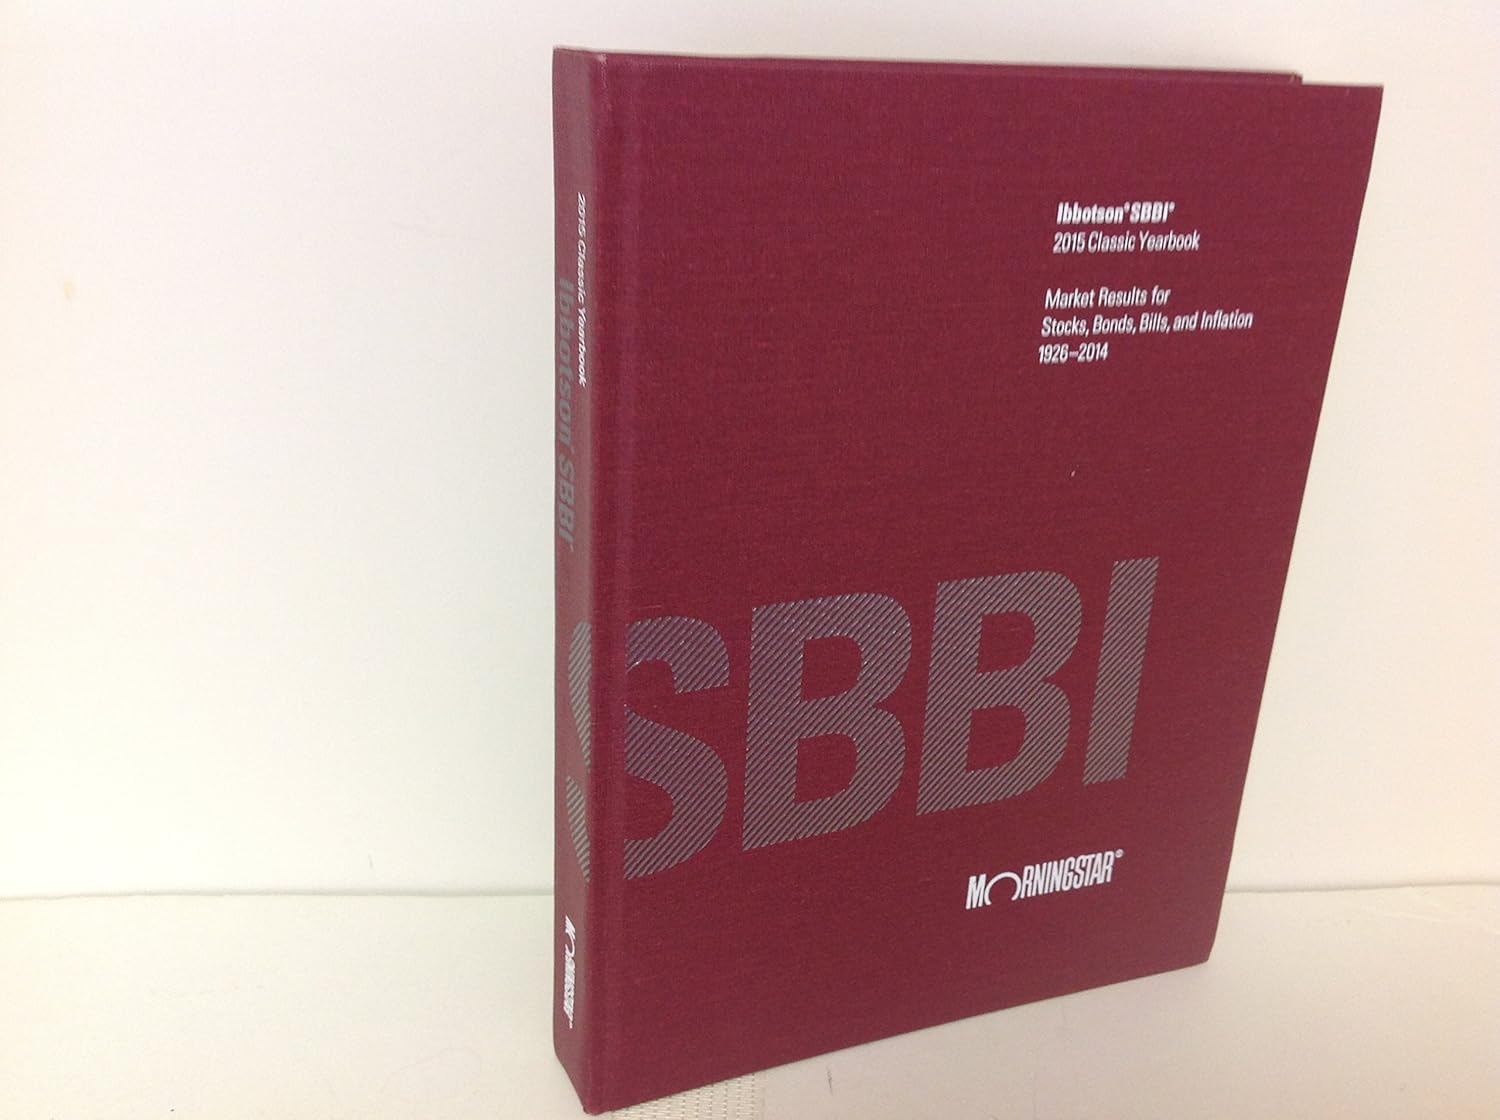 2015 Classic Yearbook
Ibbotson® SBBI®
MORNINGSTAR®
Ibbotson® SBBI®
2015 Classic Yearbook
Market Results for
Stocks, Bonds, Bills, and Inflation
1926–2014
SBBI
MORNINGSTAR®